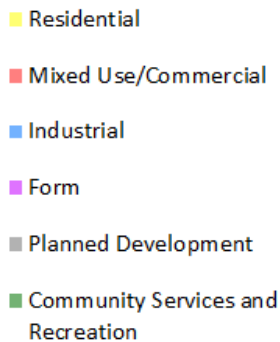 Residential
Mixed Use/Commercial
Industrial
Form
Planned Development
Community Services and
Recreation